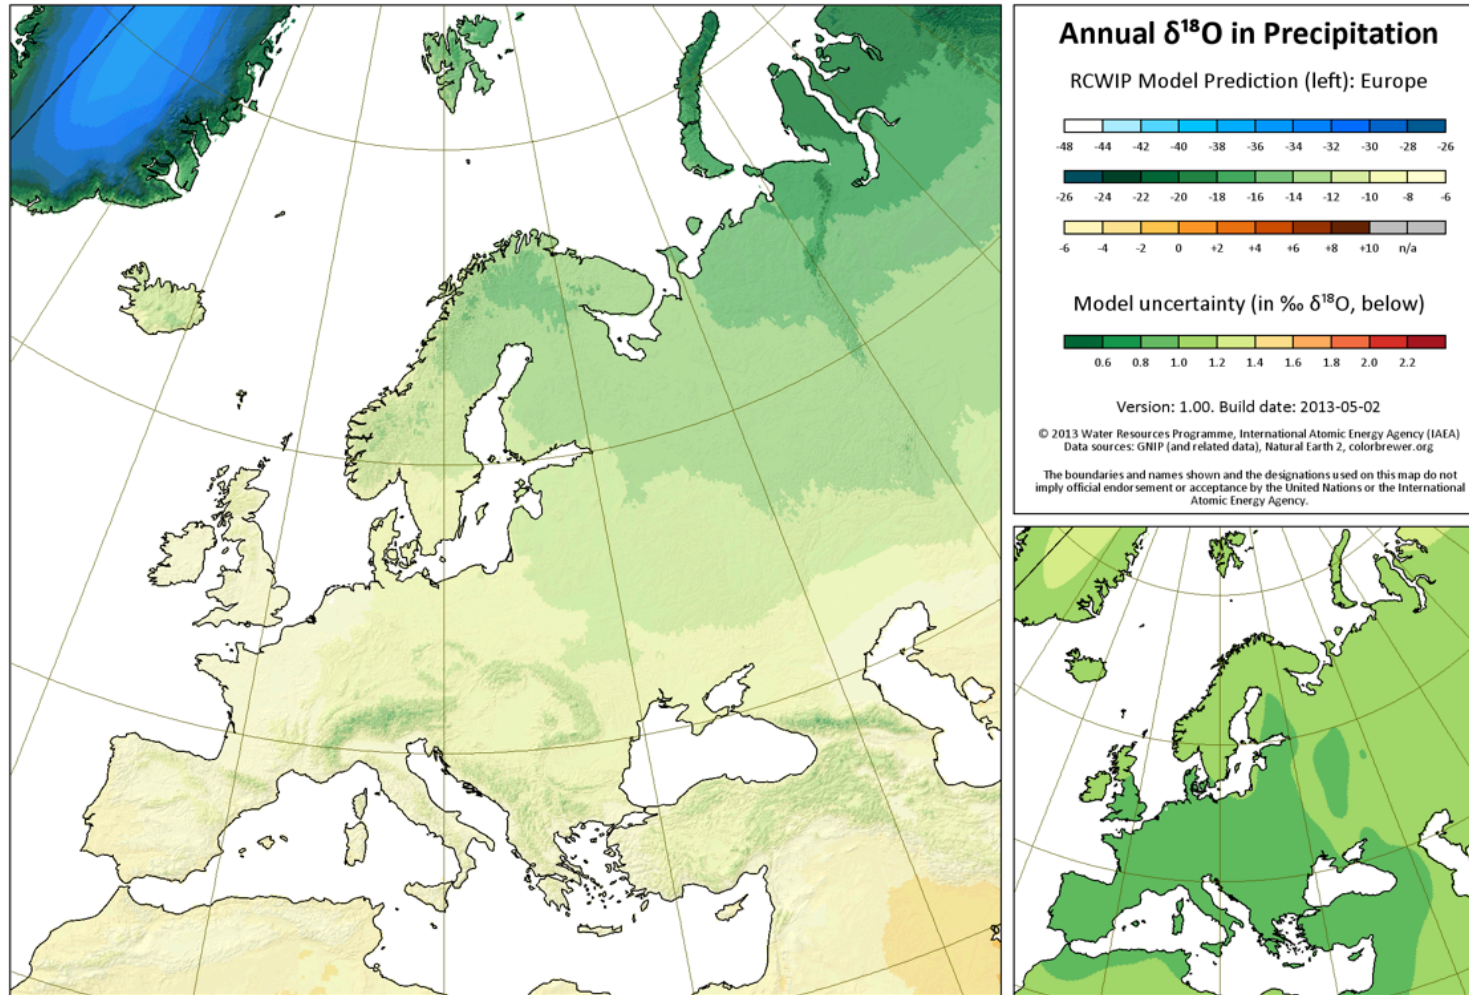 Annual δ¹⁸O in Precipitation
RCWIP Model Prediction (left): Europe
-48 -44 -42 -40 -38 -36 -34 -32 -30 -28 -26
-26 -24 -22 -20 -18 -16 -14 -12 -10 -8 -6
-6 -4 -2 0 +2 +4 +6 +8 +10 n/a
Model uncertainty (in ‰ δ¹⁸O, below)
0.6 0.8 1.0 1.2 1.4 1.6 1.8 2.0 2.2
Version: 1.00. Build date: 2013-05-02
© 2013 Water Resources Programme, International Atomic Energy Agency (IAEA)
Data sources: GNIP (and related data), Natural Earth 2, colorbrewer.org
The boundaries and names shown and the designations used on this map do not
imply official endorsement or acceptance by the United Nations or the International
Atomic Energy Agency.